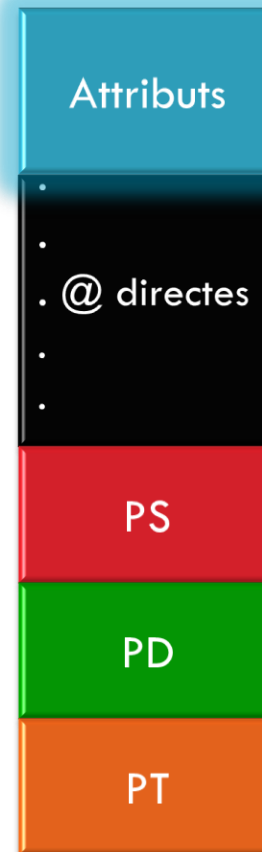 Attributs
.
.
. @ directes
.
.
PS
PD
PT